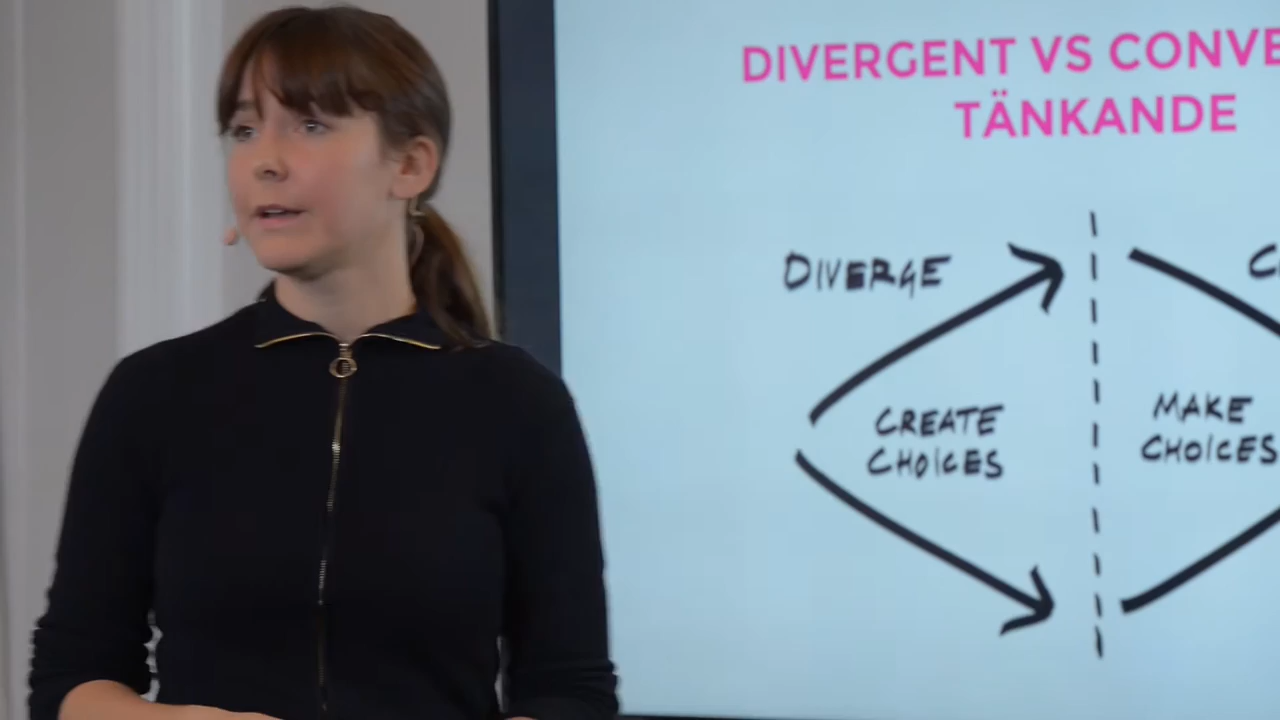 DIVERGENT VS CONVE
TÄNKANDE
DIVERGE
C
CREATE
CHOICES
MAKE
CHOICES